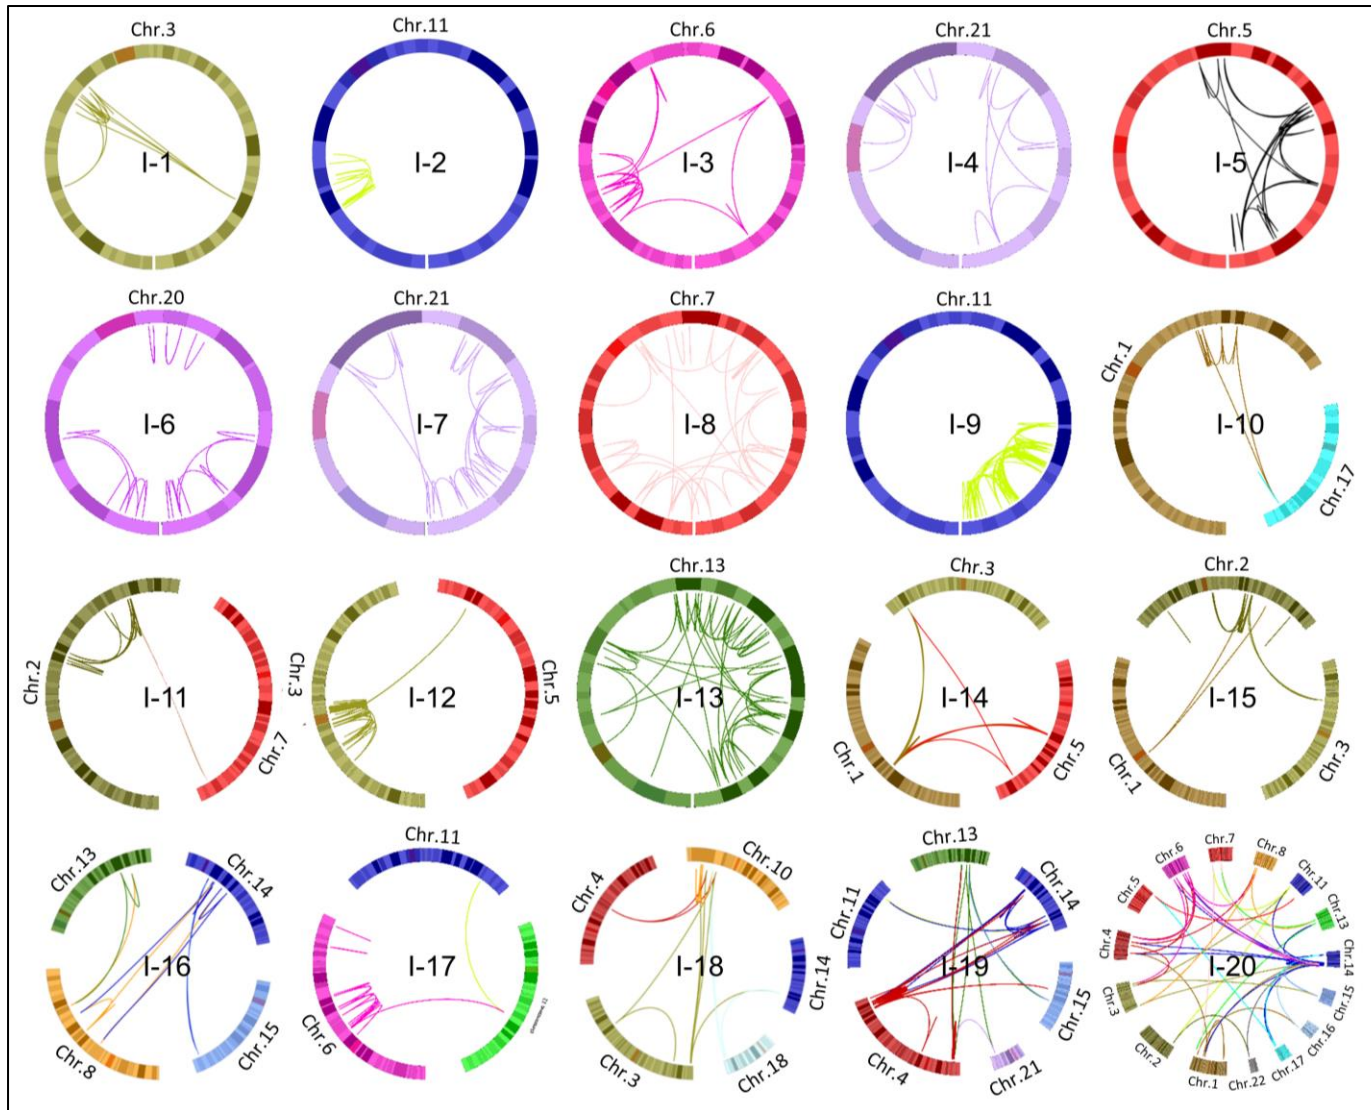 Chr.3
I-1
Chr.11
I-2
Chr.6
I-3
Chr.21
I-4
Chr.5
I-5
Chr.20
I-6
Chr.21
I-7
Chr.7
I-8
Chr.11
I-9
Chr.1
I-10
Chr.17
Chr.2
I-11
Chr.7
Chr.3
I-12
Chr.5
Chr.13
I-13
Chr.3
I-14
Chr.1
Chr.5
Chr.2
I-15
Chr.1
Chr.3
Chr.13
Chr.14
I-16
Chr.8
Chr.15
Chr.11
I-17
Chr.6
Chr.4
Chr.10
I-18
Chr.14
Chr.3
Chr.18
Chr.13
Chr.11
Chr.14
I-19
Chr.15
Chr.4
Chr.21
Chr.6
Chr.7
Chr.8
Chr.5
Chr.11
Chr.13
Chr.4
I-20
Chr.14
Chr.3
Chr.15
Chr.16
Chr.2
Chr.17
Chr.1
Chr.22